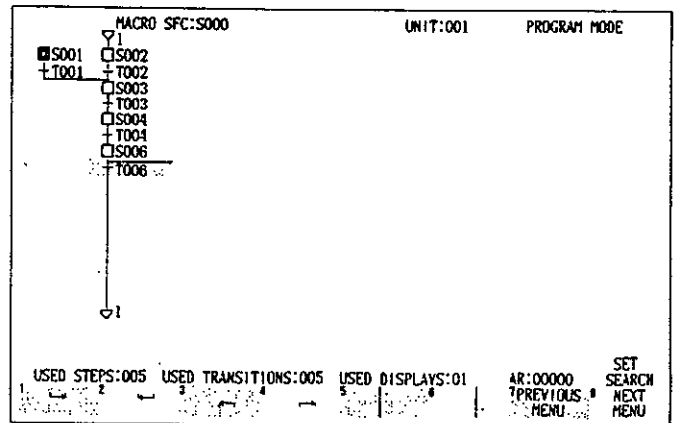 MACRO SFC:S000 UNIT:001 PROGRAM MODE
1
S001 S002
T001 T002
S003
T003
S004
T004
S006
T006
1
USED STEPS:005 USED TRANSITIONS:005 USED DISPLAYS:01 AR:00000 SET SEARCH
1 2 3 4 5 6 7 PREVIOUS MENU 8 NEXT MENU